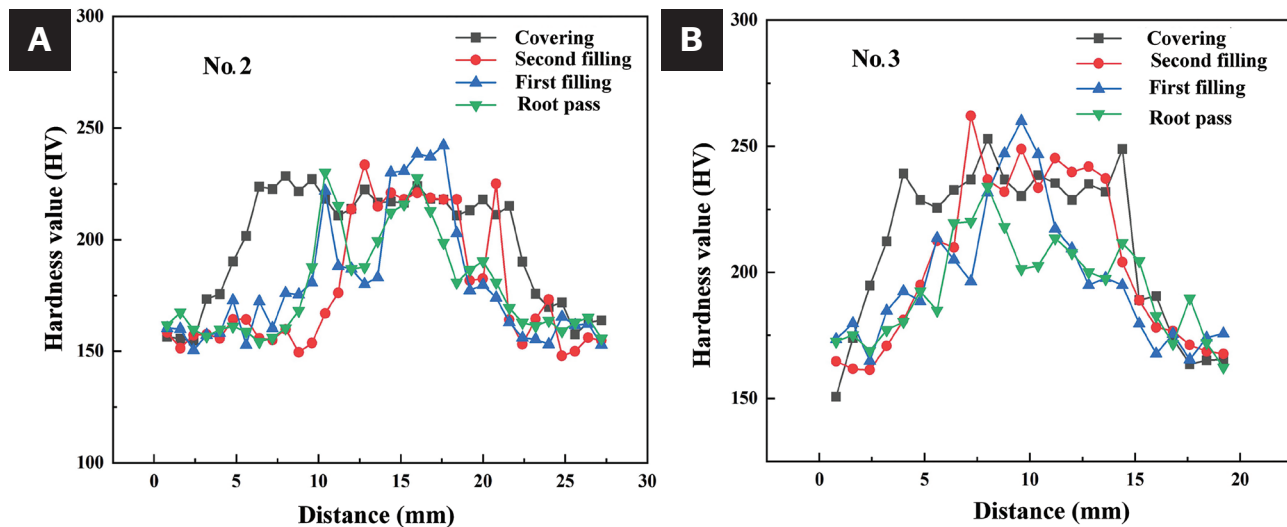 A
No.2
Covering
Second filling
First filling
Root pass
Hardness value (HV)
300
250
200
150
100
0 5 10 15 20 25 30
Distance (mm)
B
No.3
Covering
Second filling
First filling
Root pass
Hardness value (HV)
300
250
200
150
0 5 10 15 20
Distance (mm)